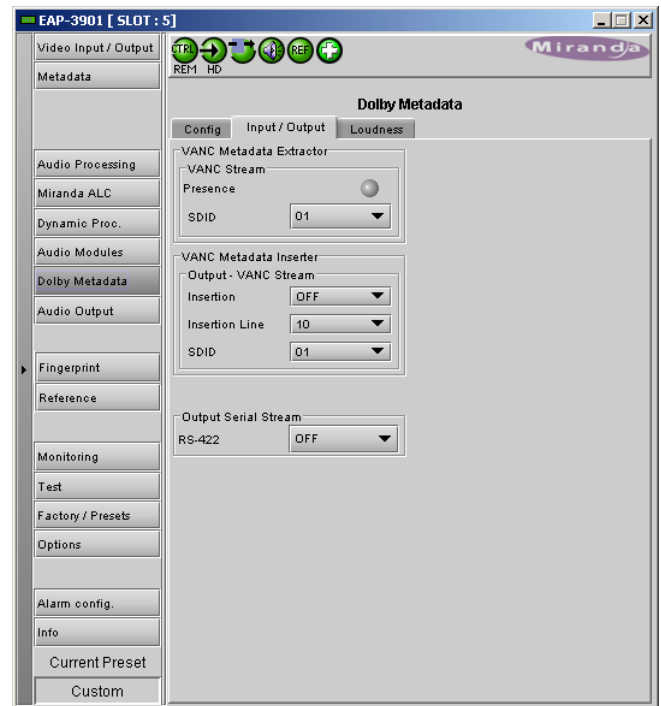 EAP-3901 [ SLOT : 5]
Video Input / Output
Metadata
Audio Processing
Miranda ALC
Dynamic Proc.
Audio Modules
Dolby Metadata
Audio Output
Fingerprint
Reference
Monitoring
Test
Factory / Presets
Options
Alarm config.
Info
Current Preset
Custom
CTRL
REF
REM HD
Miranda
Dolby Metadata
Config Input / Output Loudness
VANC Metadata Extractor
VANC Stream
Presence
SDID 01
VANC Metadata Inserter
Output - VANC Stream
Insertion OFF
Insertion Line 10
SDID 01
Output Serial Stream
RS-422 OFF